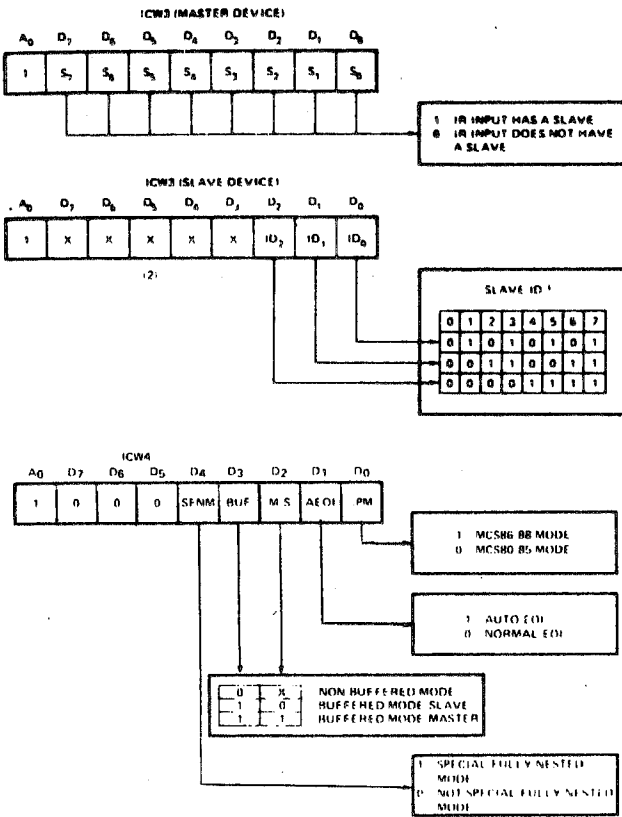 ICW3 (MASTER DEVICE)
A0 D7 D6 D5 D4 D3 D2 D1 D0
1 S7 S6 S5 S4 S3 S2 S1 S0
1 IR INPUT HAS A SLAVE
0 IR INPUT DOES NOT HAVE
A SLAVE
ICW3 (SLAVE DEVICE)
A0 D7 D6 D5 D4 D3 D2 D1 D0
1 X X X X X ID2 ID1 ID0
(2)
SLAVE ID
0 1 2 3 4 5 6 7
0 1 0 1 0 1 0 1
0 0 1 1 0 0 1 1
0 0 0 0 1 1 1 1
ICW4
A0 D7 D6 D5 D4 D3 D2 D1 D0
1 0 0 0 SFNM BUF M/S AEOI PM
1 MCS86/88 MODE
0 MCS80/85 MODE
1 AUTO EOI
0 NORMAL EOI
0 X NON BUFFERED MODE
1 0 BUFFERED MODE SLAVE
1 1 BUFFERED MODE MASTER
1 SPECIAL FULLY NESTED
MODE
0 NOT SPECIAL FULLY NESTED
MODE